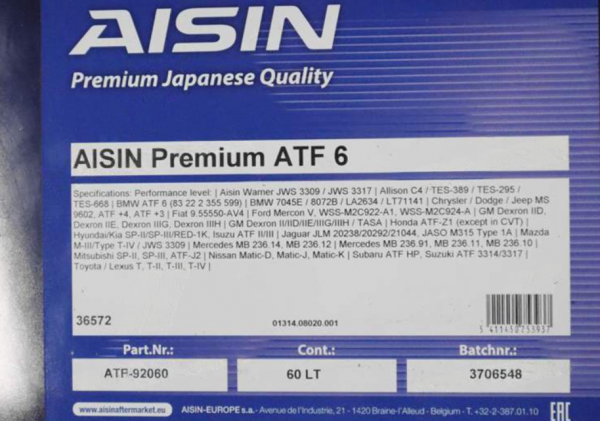 AISIN
Premium Japanese Quality
AISIN Premium ATF 6
Specifications: Performance level: | Aisin Warner JWS 3309 / JWS 3317 | Allison C4 / TES-389 / TES-295 /
TES-668 | BMW ATF 6 (83 22 2 355 599) | BMW 7045E / 8072B / LA2634 / LT71141 | Chrysler / Dodge / Jeep MS
9602, ATF +4, ATF +3 | Fiat 9.55550-AV4 | Ford Mercon V, WSS-M2C922-A1, WSS-M2C924-A | GM Dexron IID,
Dexron IIE, Dexron IIIG, Dexron IIIH | GM Dexron II/IID/IIE/IIIG/IIIH / TASA | Honda ATF-Z1 (except in CVT) |
Hyundai/Kia SP-II/SP-III/RED-1K, Isuzu ATF II/III | Jaguar JLM 20238/20292/21044, JASO M315 Type 1A | Mazda
M-III/Type T-IV / JWS 3309 | Mercedes MB 236.14, MB 236.12 | Mercedes MB 236.91, MB 236.11, MB 236.10 |
Mitsubishi SP-II, SP-III, ATF-J2 | Nissan Matic-D, Matic-J, Matic-K | Subaru ATF HP, Suzuki ATF 3314/3317 |
Toyota / Lexus T, T-II, T-III, T-IV |
36572
01314.08020.001
Part.Nr.: Cont.: Batchnr.:
ATF-92060 60 LT 3706548
www.aisinaftermarket.eu AISIN-EUROPE s.a. - Avenue de l'Industrie, 21 - 1420 Braine-l'Alleud - Belgium - T. +32-2-387.01.10 EAC